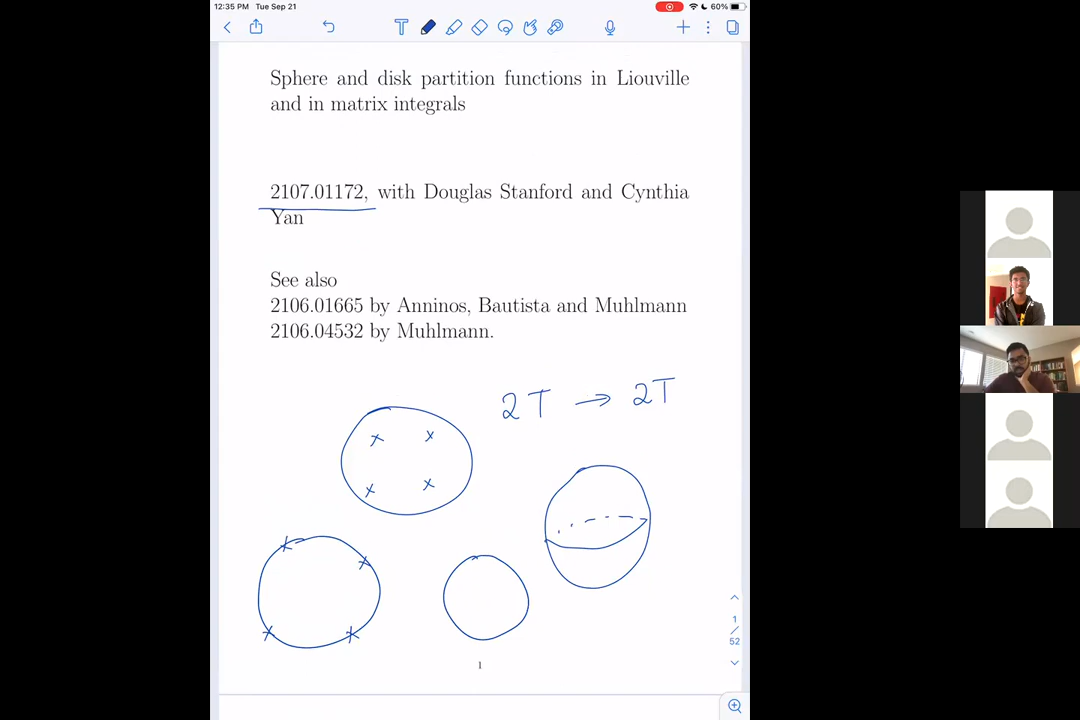 12:35 PM Tue Sep 21
60%
Sphere and disk partition functions in Liouville
and in matrix integrals
2107.01172, with Douglas Stanford and Cynthia
Yan
See also
2106.01665 by Anninos, Bautista and Muhlmann
2106.04532 by Muhlmann.
2T → 2T
1
1
/
52